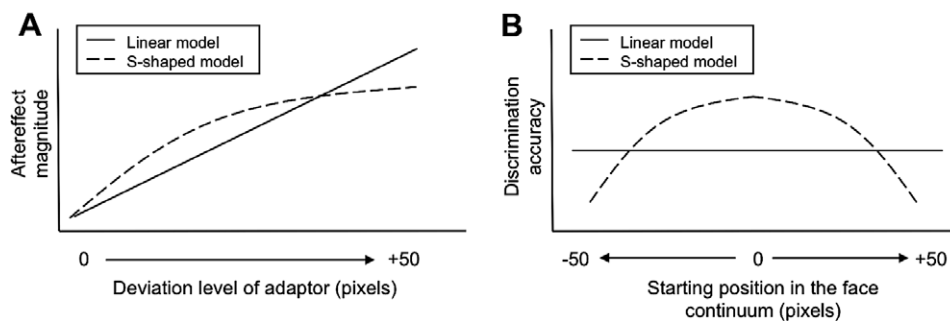 A
Linear model
S-shaped model
Aftereffect
magnitude
0
+50
Deviation level of adaptor (pixels)
B
Linear model
S-shaped model
Discrimination
accuracy
-50
0
+50
Starting position in the face
continuum (pixels)